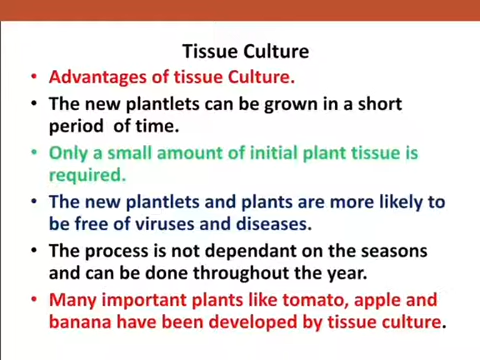 Tissue Culture
• Advantages of tissue Culture.
• The new plantlets can be grown in a short
period of time.
• Only a small amount of initial plant tissue is
required.
• The new plantlets and plants are more likely to
be free of viruses and diseases.
• The process is not dependant on the seasons
and can be done throughout the year.
• Many important plants like tomato, apple and
banana have been developed by tissue culture.